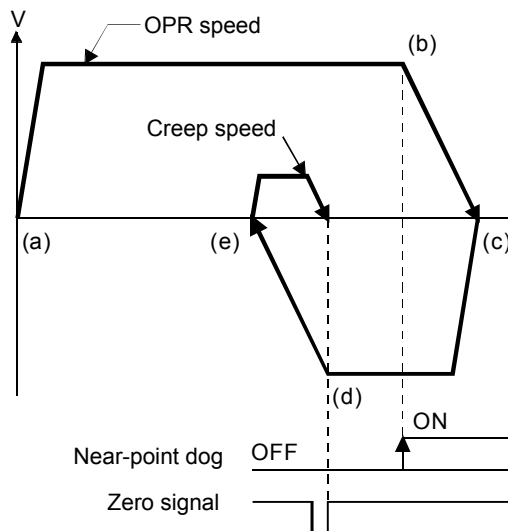 V
OPR speed
(b)
Creep speed
(a)
(e)
(c)
(d)
ON
Near-point dog
OFF
Zero signal